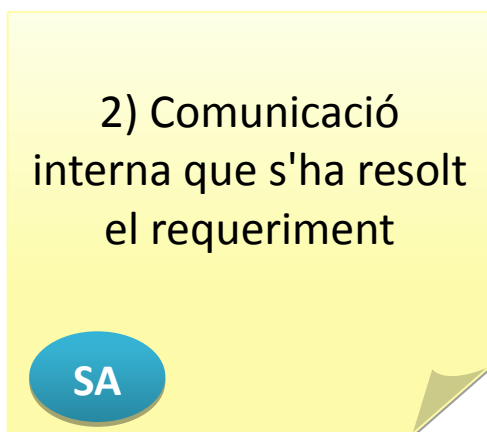 2) Comunicació
interna que s'ha resolt
el requeriment
SA